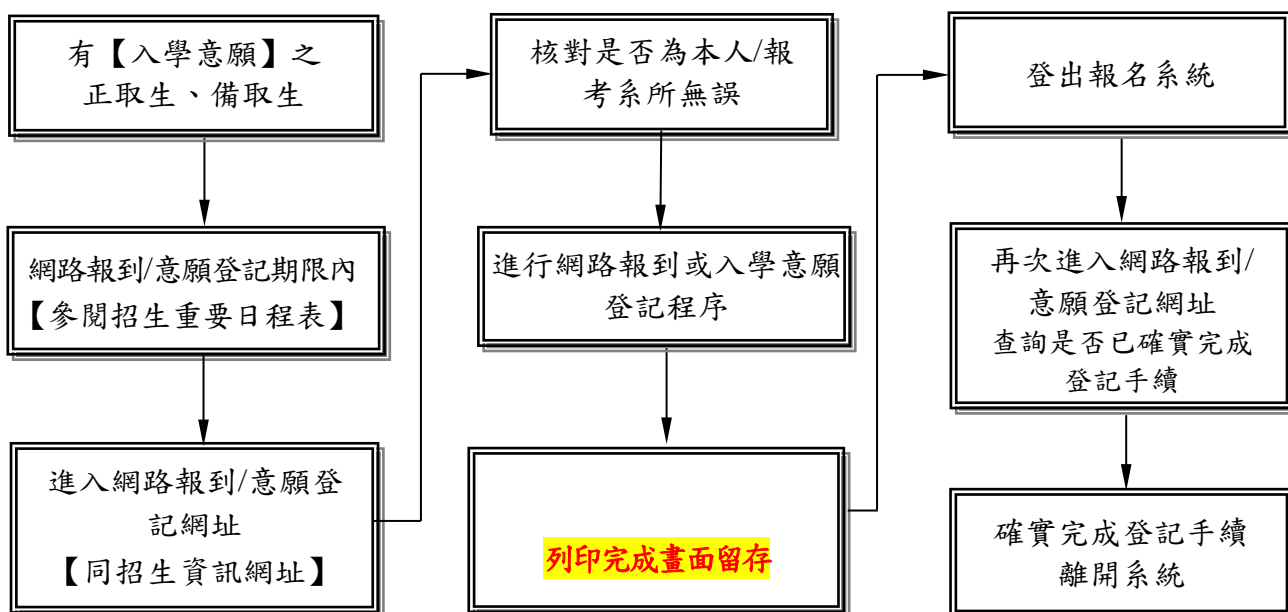 有【入學意願】之
正取生、備取生
網路報到/意願登記期限內
【參閱招生重要日程表】
進入網路報到/意願登
記網址
【同招生資訊網址】
核對是否為本人/報
考系所無誤
進行網路報到或入學意願
登記程序
列印完成畫面留存
登出報名系統
再次進入網路報到/
意願登記網址
查詢是否已確實完成
登記手續
確實完成登記手續
離開系統